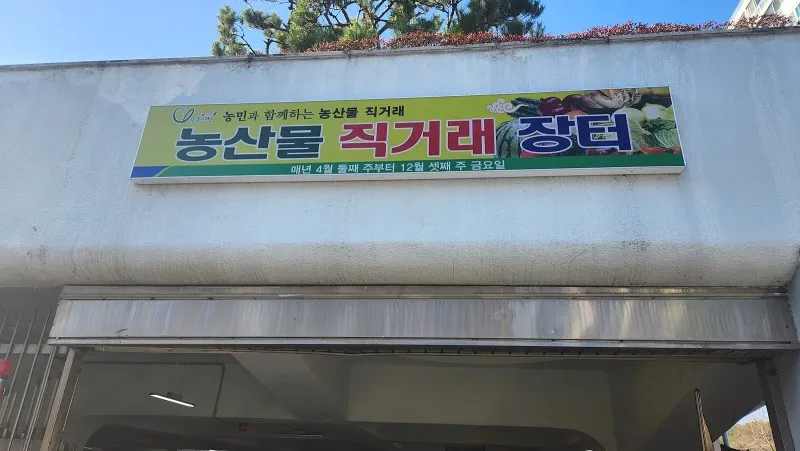 농민과 함께하는 농산물 직거래
농산물 직거래 장터
매년 4월 둘째 주부터 12월 셋째 주 금요일